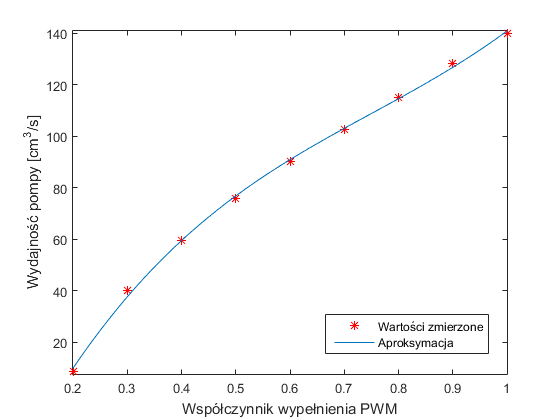 140
120
100
80
60
40
20
Wydajność pompy [cm³/s]
Wartości zmierzone
Aproksymacja
0.2 0.3 0.4 0.5 0.6 0.7 0.8 0.9 1
Współczynnik wypełnienia PWM